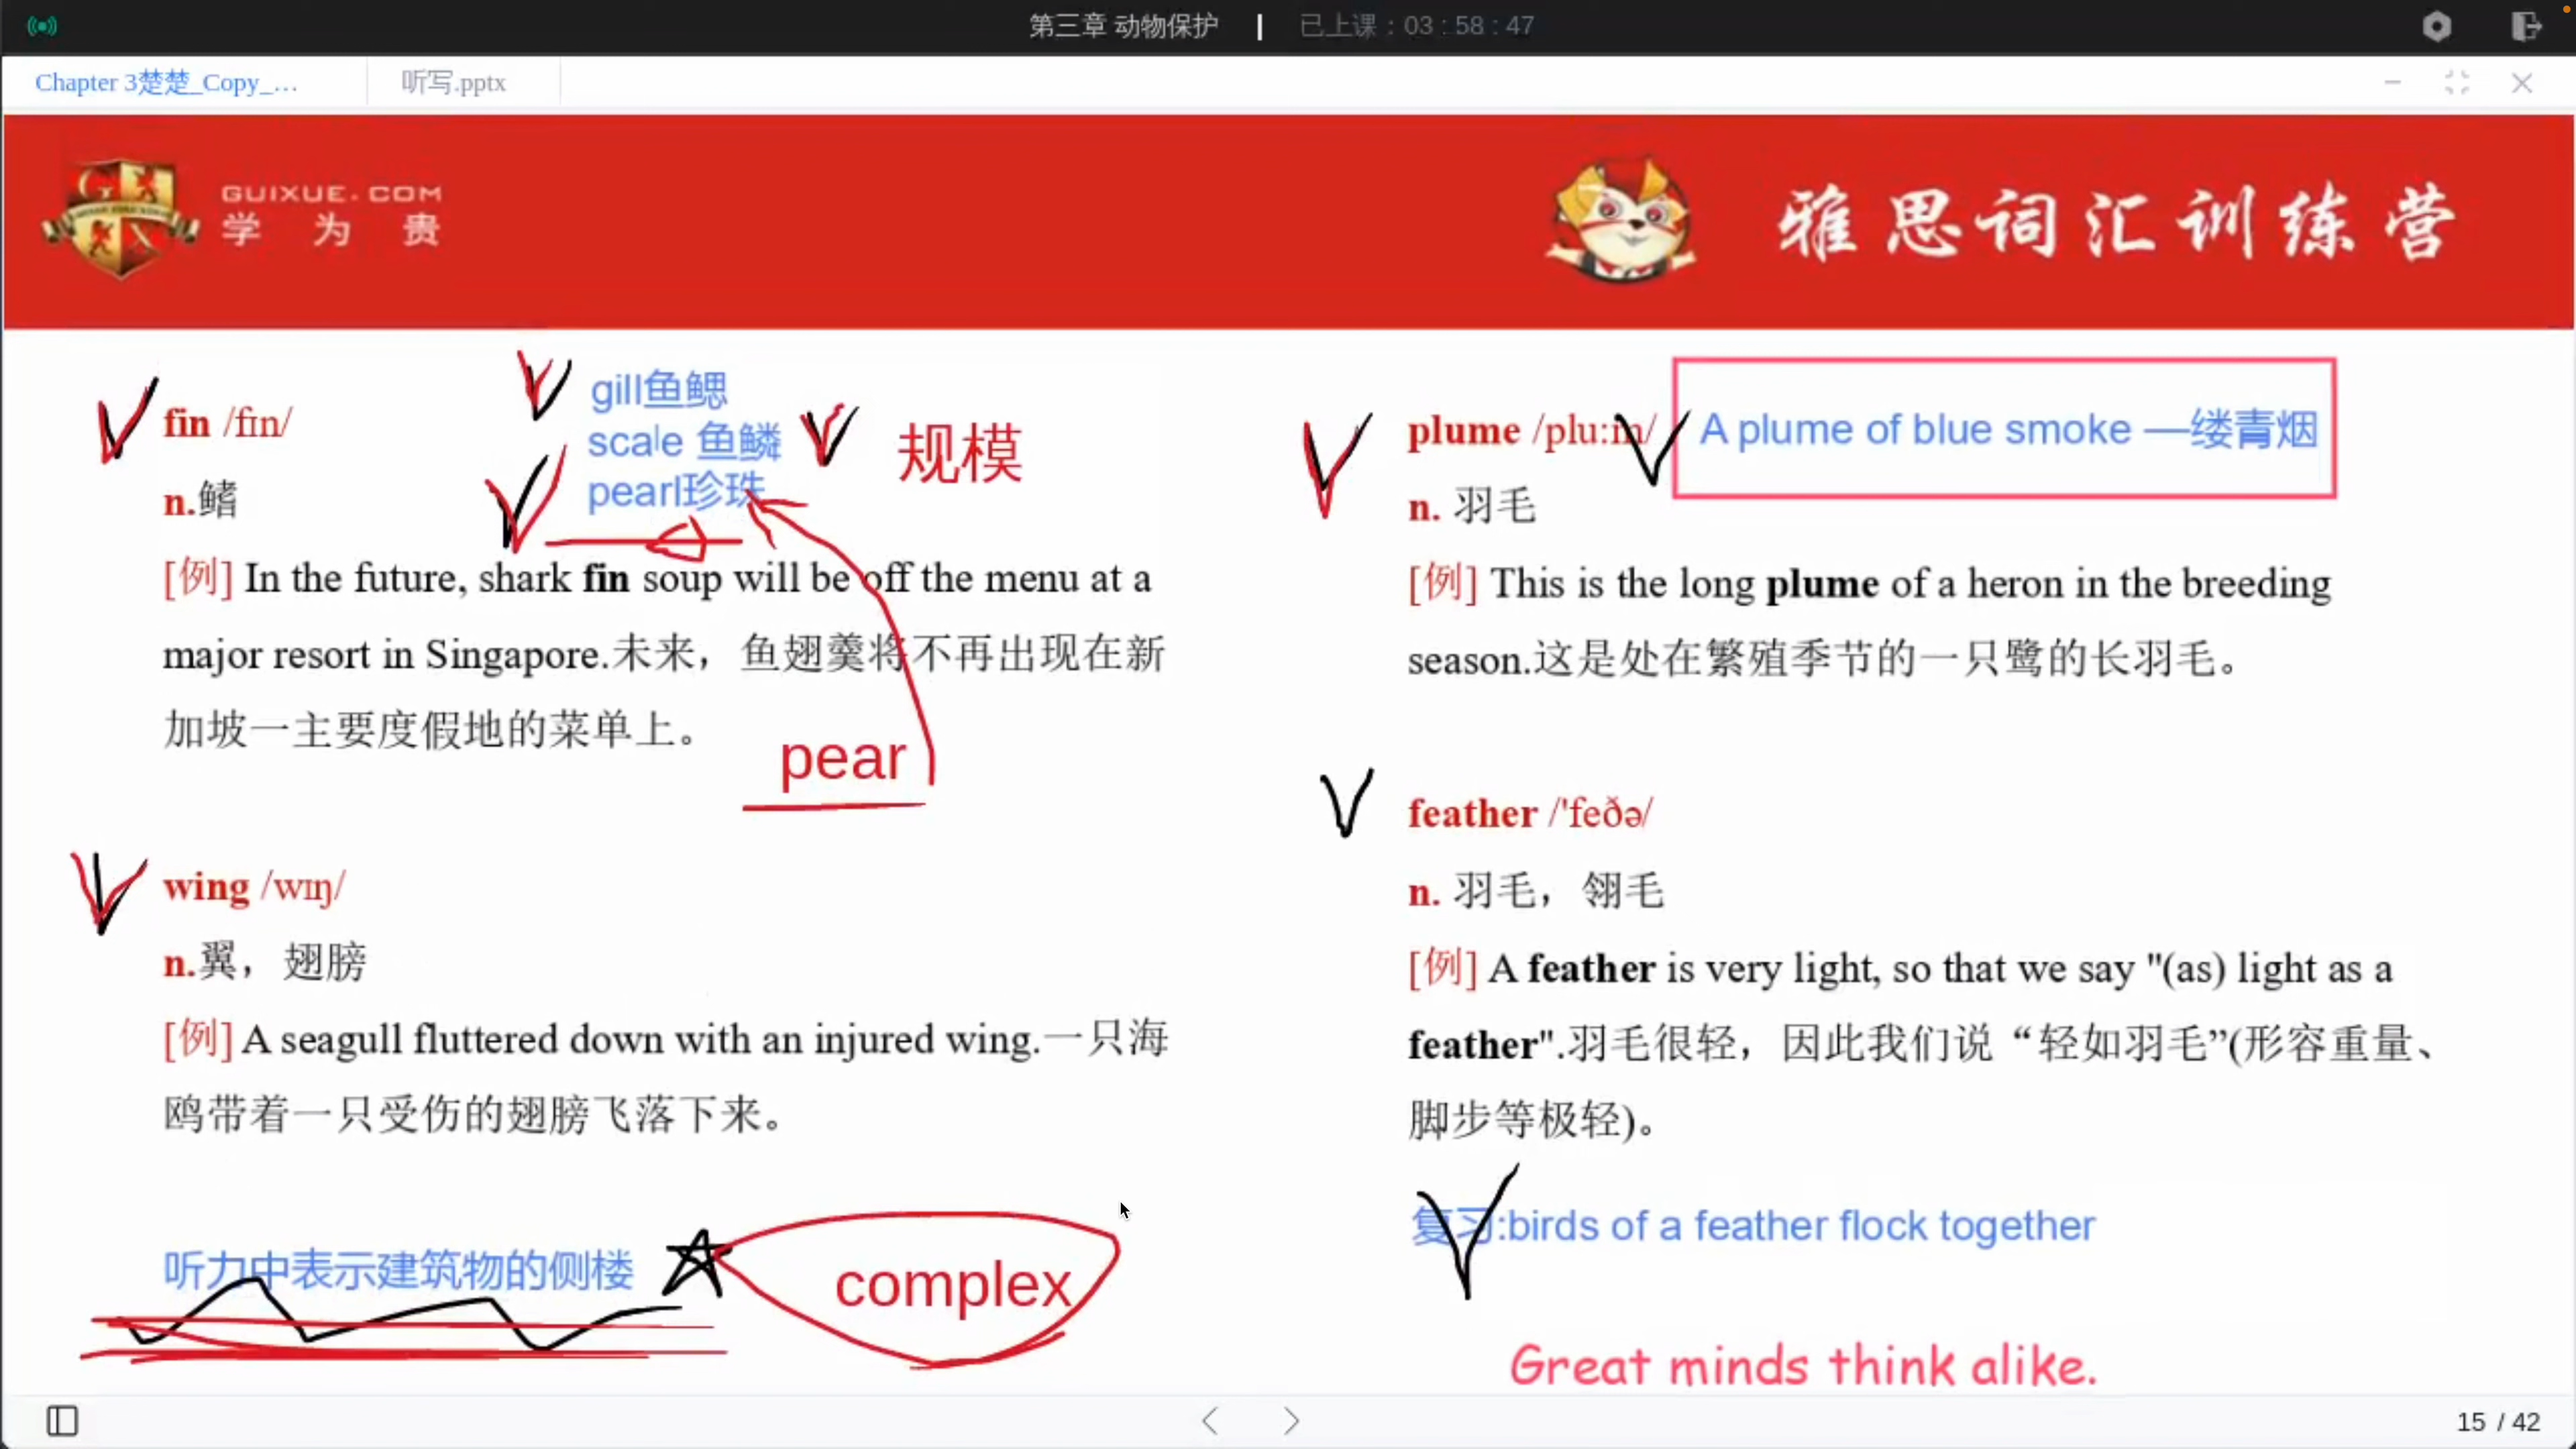 第三章 动物保护 | 已上课：03：58：47
Chapter 3楚楚_Copy_…
听写.pptx
GUIXUE.COM
学 为 贵
雅思词汇训练营
fin /fɪn/
n.鳍
gill鱼鳃
scale 鱼鳞
pearl珍珠
规模
[例] In the future, shark fin soup will be off the menu at a
major resort in Singapore.未来，鱼翅羹将不再出现在新
加坡一主要度假地的菜单上。
pear
wing /wɪŋ/
n.翼，翅膀
[例] A seagull fluttered down with an injured wing.一只海
鸥带着一只受伤的翅膀飞落下来。
听力中表示建筑物的侧楼
complex
plume /plu:m/
A plume of blue smoke —缕青烟
n. 羽毛
[例] This is the long plume of a heron in the breeding
season.这是处在繁殖季节的一只鹭的长羽毛。
feather /'feðə/
n. 羽毛，翎毛
[例] A feather is very light, so that we say "(as) light as a
feather".羽毛很轻，因此我们说“轻如羽毛”(形容重量、
脚步等极轻)。
复习:birds of a feather flock together
Great minds think alike.
15 / 42